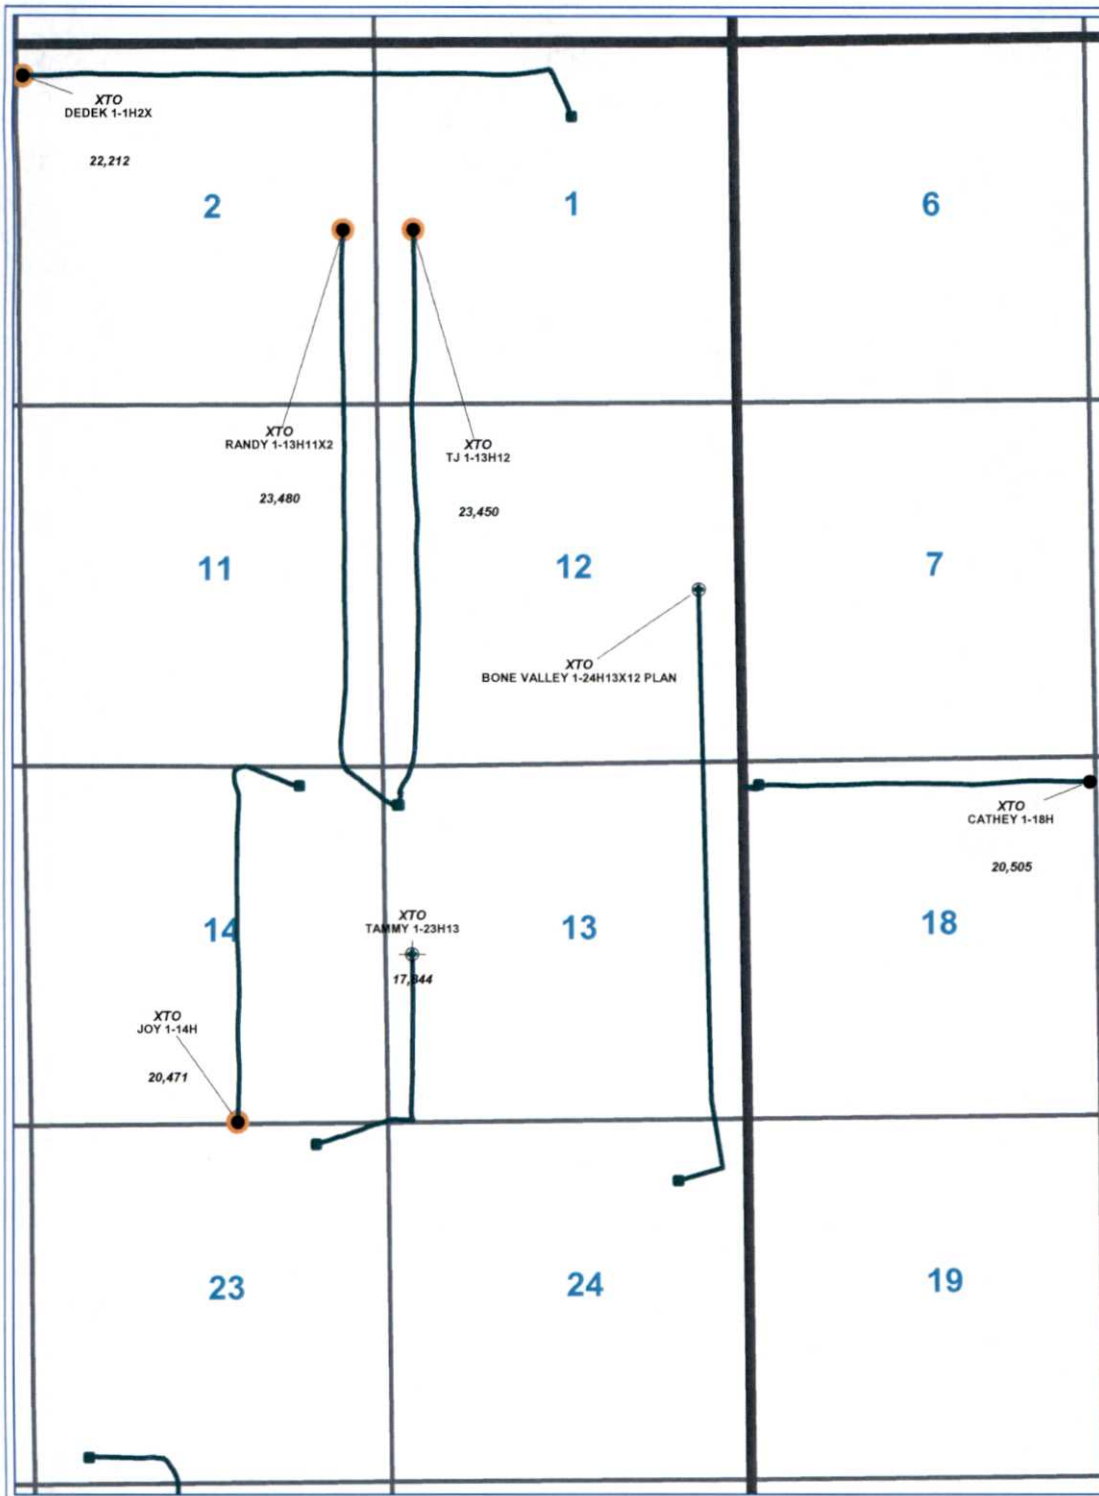 XTO
DEDEK 1-1H2X
22,212
2
1
6
XTO
RANDY 1-13H11X2
23,480
XTO
TJ 1-13H12
23,450
11
12
7
XTO
BONE VALLEY 1-24H13X12 PLAN
XTO
CATHEY 1-18H
20,505
14
XTO
TAMMY 1-23H13
13
18
XTO
JOY 1-14H
20,471
23
24
19